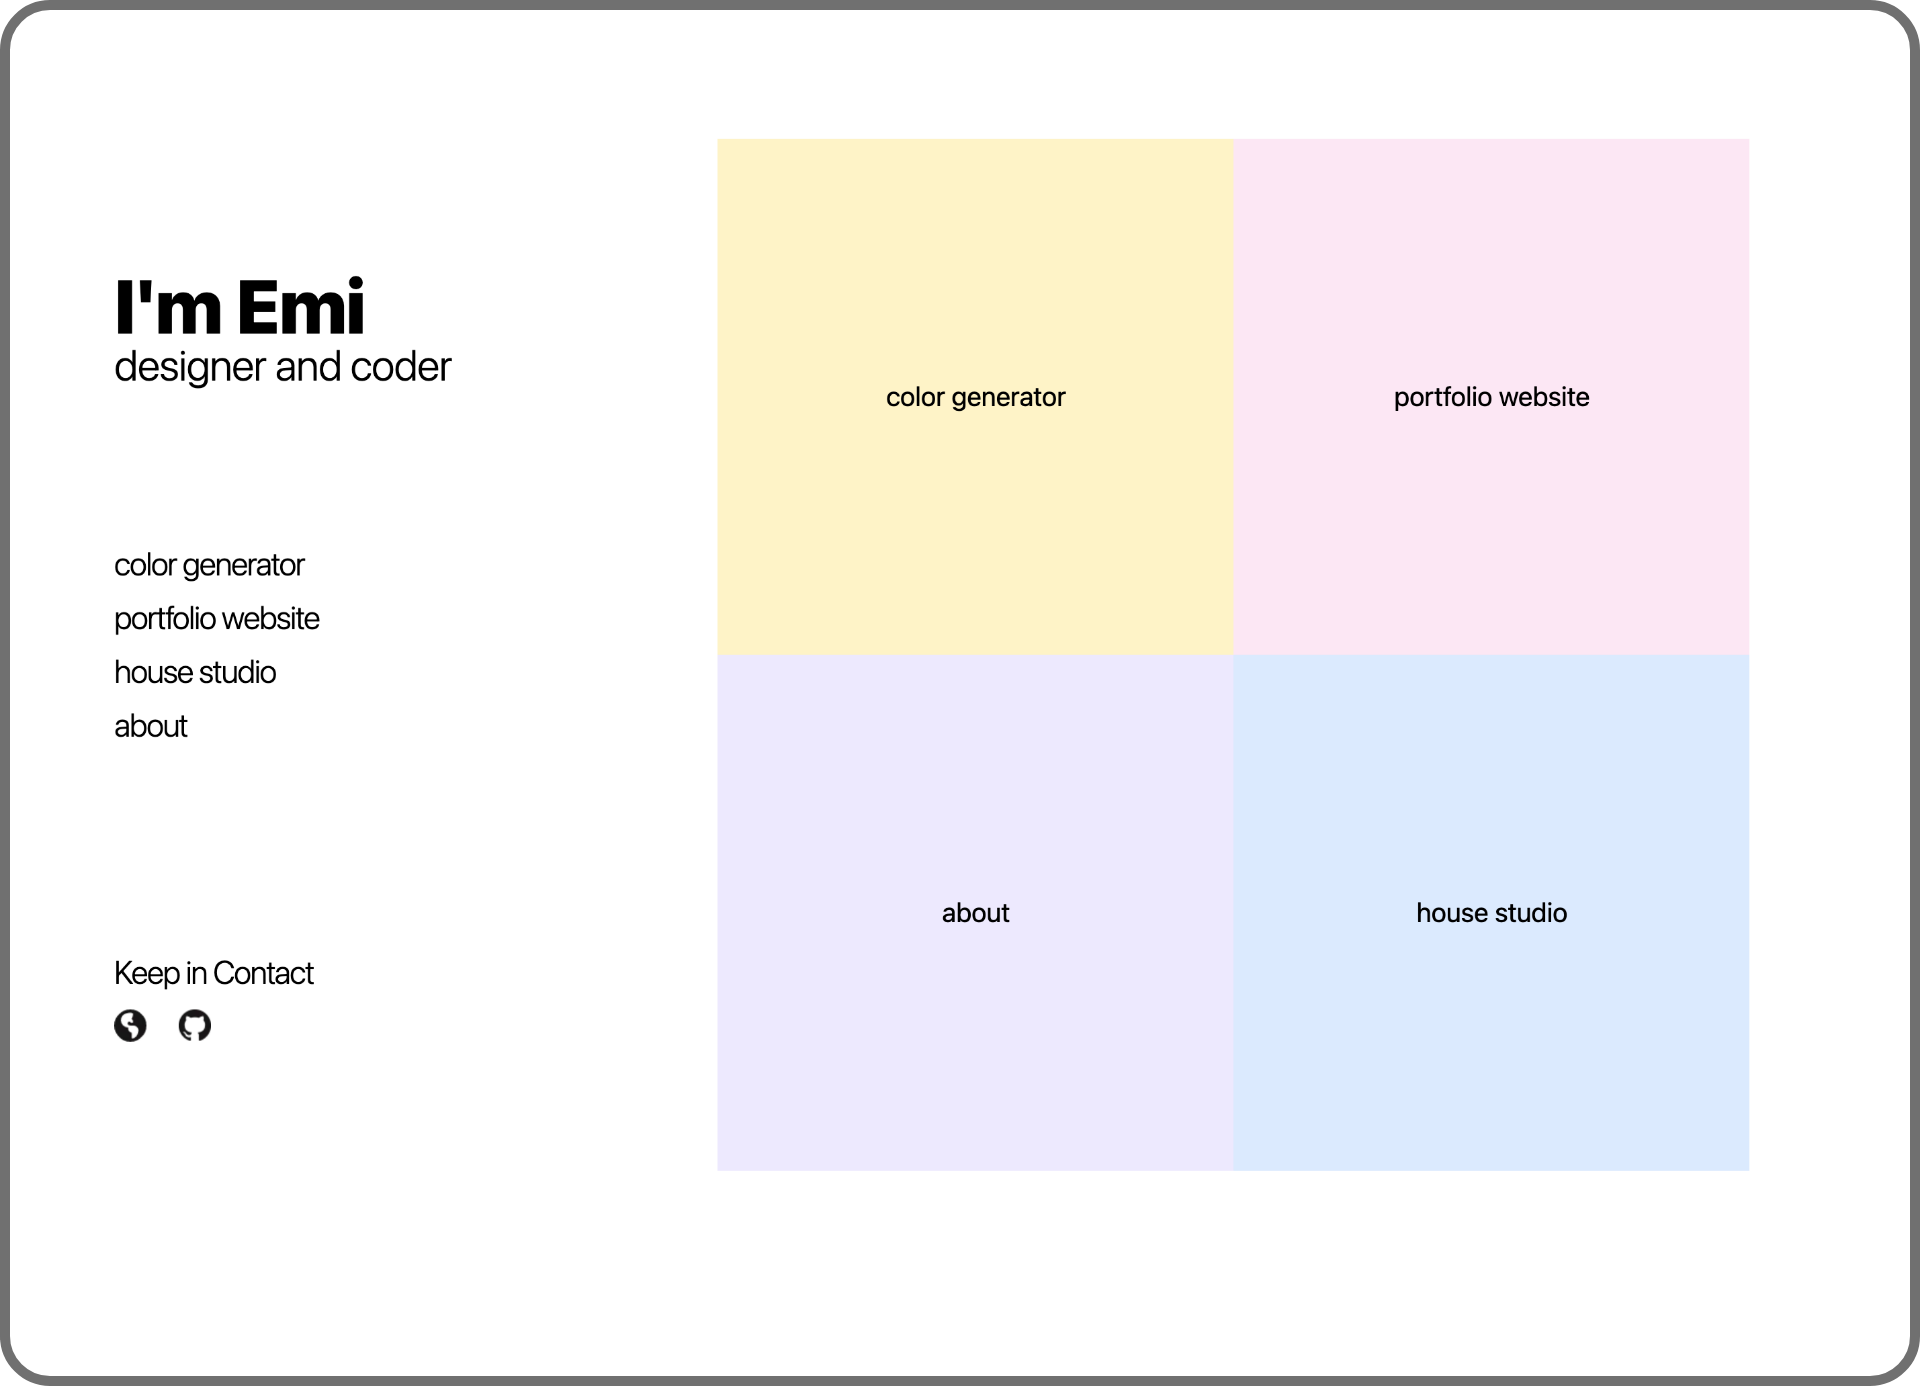 I'm Emi
designer and coder
color generator
portfolio website
house studio
about
Keep in Contact
color generator
portfolio website
about
house studio